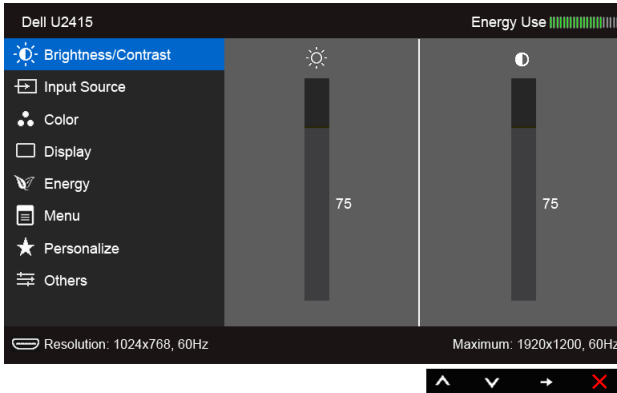 Dell U2415
Energy Use
Brightness/Contrast
Input Source
Color
Display
Energy
Menu
Personalize
Others
75
75
Resolution: 1024x768, 60Hz
Maximum: 1920x1200, 60Hz